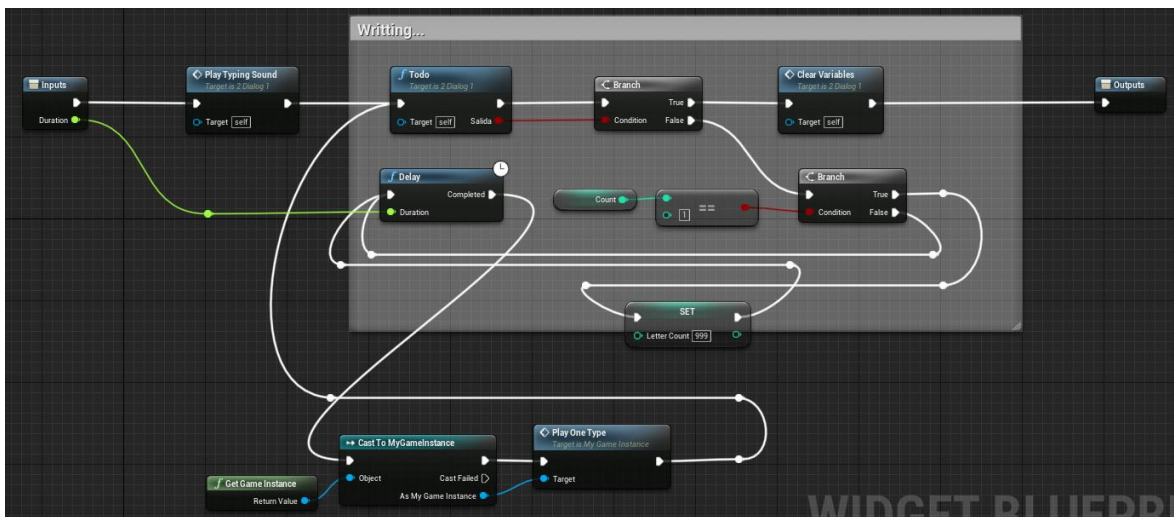 Writting...
Inputs
Duration
Play Typing Sound
Target is 2 Dialog 1
Target self
Todo
Target is 2 Dialog 1
Target self Salida
Branch
True
Condition False
Clear Variables
Target is 2 Dialog 1
Target self
Outputs
Delay
Completed
Duration
Count
1 ==
Branch
True
Condition False
SET
Letter Count 999
Cast To MyGameInstance
Object Cast Failed
As My Game Instance
Play One Type
Target is My Game Instance
Target
Get Game Instance
Return Value